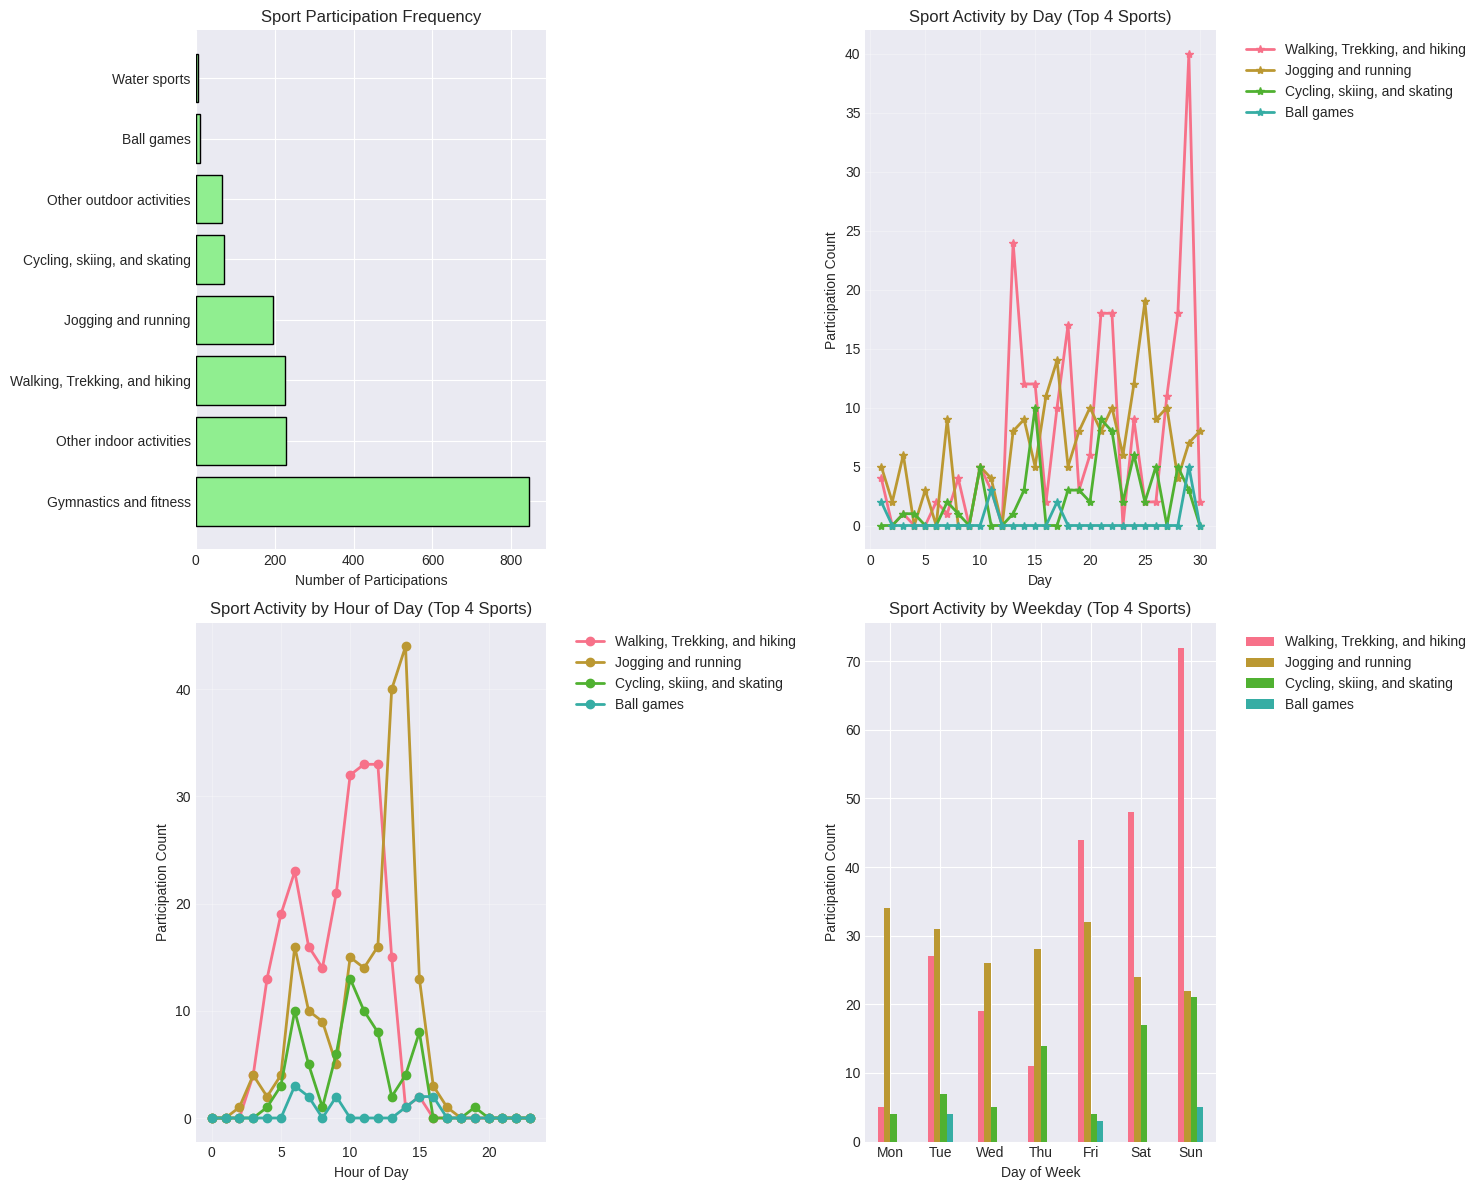 Sport Participation Frequency
Water sports
Ball games
Other outdoor activities
Cycling, skiing, and skating
Jogging and running
Walking, Trekking, and hiking
Other indoor activities
Gymnastics and fitness
0 200 400 600 800
Number of Participations
Sport Activity by Day (Top 4 Sports)
Participation Count
40
35
30
25
20
15
10
5
0
0 5 10 15 20 25 30
Day
Walking, Trekking, and hiking
Jogging and running
Cycling, skiing, and skating
Ball games
Sport Activity by Hour of Day (Top 4 Sports)
Participation Count
40
30
20
10
0
0 5 10 15 20
Hour of Day
Walking, Trekking, and hiking
Jogging and running
Cycling, skiing, and skating
Ball games
Sport Activity by Weekday (Top 4 Sports)
Participation Count
70
60
50
40
30
20
10
0
Mon Tue Wed Thu Fri Sat Sun
Day of Week
Walking, Trekking, and hiking
Jogging and running
Cycling, skiing, and skating
Ball games